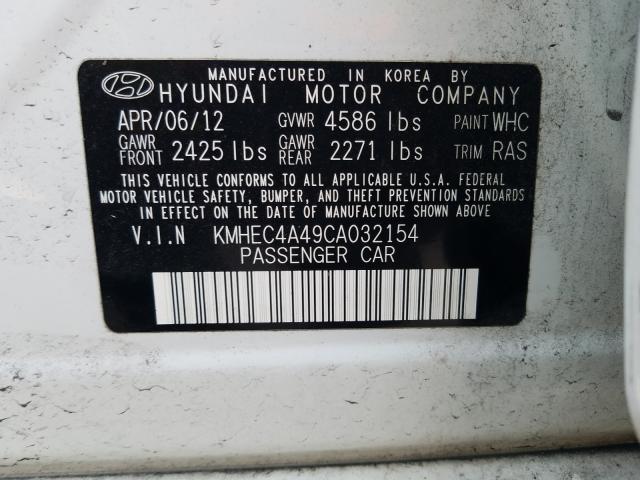 MANUFACTURED IN KOREA BY
HYUNDAI MOTOR COMPANY
APR/06/12 GVWR 4586 lbs PAINT WHC
GAWR FRONT 2425 lbs GAWR REAR 2271 lbs TRIM RAS
THIS VEHICLE CONFORMS TO ALL APPLICABLE U.S.A. FEDERAL
MOTOR VEHICLE SAFETY, BUMPER, AND THEFT PREVENTION STANDARDS
IN EFFECT ON THE DATE OF MANUFACTURE SHOWN ABOVE
V.I.N KMHEC4A49CA032154
PASSENGER CAR